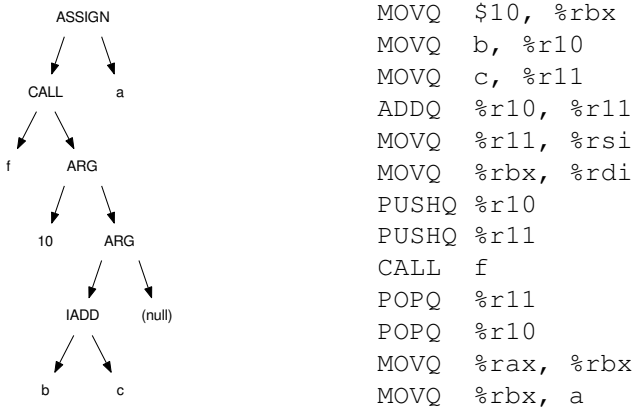 ASSIGN
CALL a
f ARG
10 ARG
IADD (null)
b c
MOVQ $10, %rbx
MOVQ b, %r10
MOVQ c, %r11
ADDQ %r10, %r11
MOVQ %r11, %rsi
MOVQ %rbx, %rdi
PUSHQ %r10
PUSHQ %r11
CALL f
POPQ %r11
POPQ %r10
MOVQ %rax, %rbx
MOVQ %rbx, a